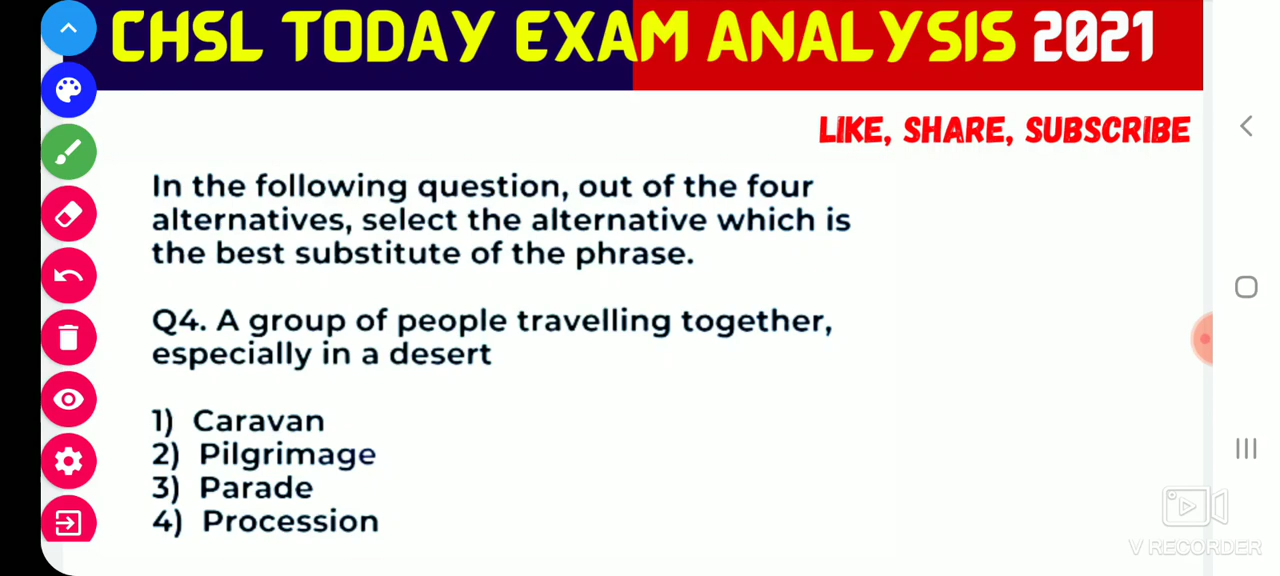 CHSL TODAY EXAM ANALYSIS 2021
LIKE, SHARE, SUBSCRIBE
In the following question, out of the four
alternatives, select the alternative which is
the best substitute of the phrase.
Q4. A group of people travelling together,
especially in a desert
1) Caravan
2) Pilgrimage
3) Parade
4) Procession
V RECORDER